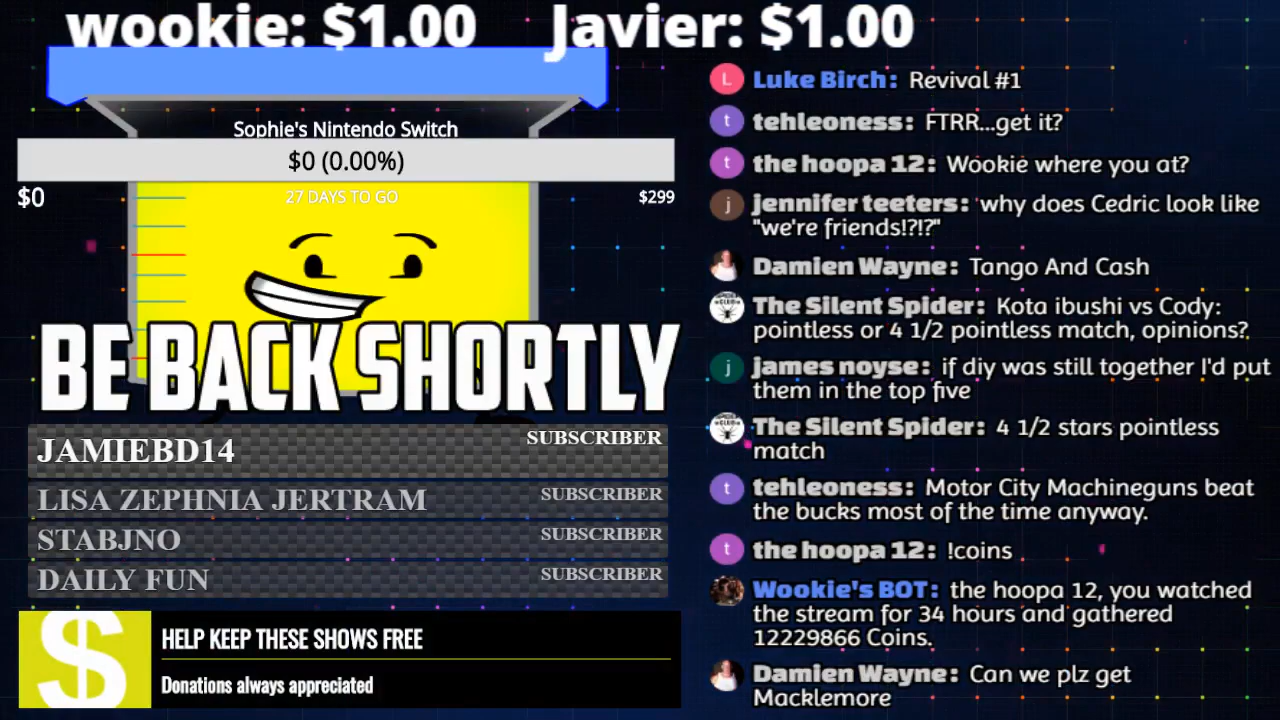 wookie: $1.00 Javier: $1.00
Sophie's Nintendo Switch
$0 (0.00%)
$0 27 DAYS TO GO $299
BE BACK SHORTLY
JAMIEBD14 SUBSCRIBER
LISA ZEPHNIA JERTRAM SUBSCRIBER
STABJNO SUBSCRIBER
DAILY FUN SUBSCRIBER
$
HELP KEEP THESE SHOWS FREE
Donations always appreciated
L Luke Birch: Revival #1
t tehleoness: FTRR...get it?
t the hoopa 12: Wookie where you at?
j jennifer teeters: why does Cedric look like
"we're friends!?!?"
Damien Wayne: Tango And Cash
The Silent Spider: Kota ibushi vs Cody:
pointless or 4 1/2 pointless match, opinions?
j james noyse: if diy was still together I'd put
them in the top five
The Silent Spider: 4 1/2 stars pointless
match
t tehleoness: Motor City Machineguns beat
the bucks most of the time anyway.
t the hoopa 12: !coins
Wookie's BOT: the hoopa 12, you watched
the stream for 34 hours and gathered
12229866 Coins.
Damien Wayne: Can we plz get
Macklemore